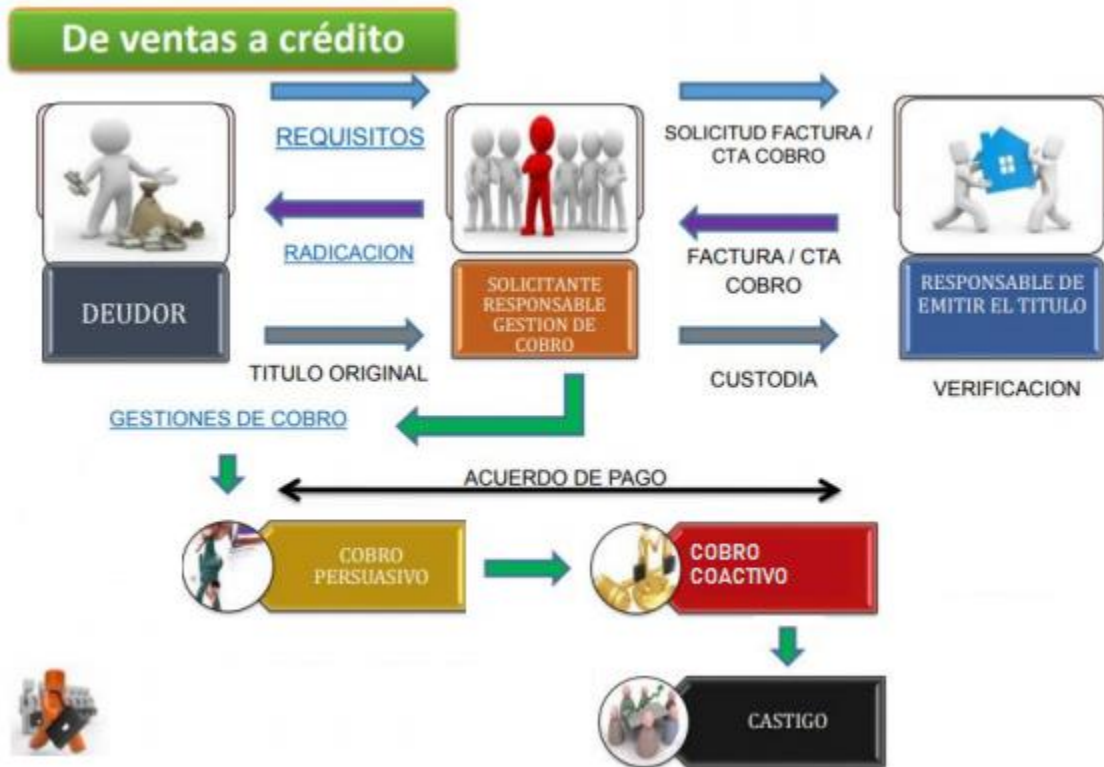 De ventas a crédito
REQUISITOS
SOLICITUD FACTURA /
CTA COBRO
RADICACION
FACTURA / CTA
COBRO
DEUDOR
SOLICITANTE
RESPONSABLE
GESTION DE
COBRO
RESPONSABLE DE
EMITIR EL TITULO
TITULO ORIGINAL
CUSTODIA
VERIFICACION
GESTIONES DE COBRO
ACUERDO DE PAGO
COBRO
PERSUASIVO
COBRO
COACTIVO
CASTIGO